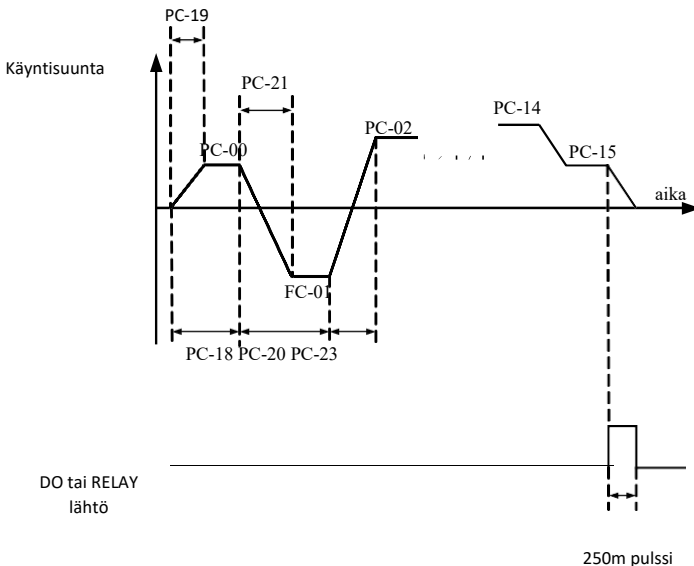 PC-19
Käyntisuunta
PC-21
PC-00
PC-02
PC-14
PC-15
aika
FC-01
PC-18 PC-20 PC-23
DO tai RELAY
lähtö
250m pulssi